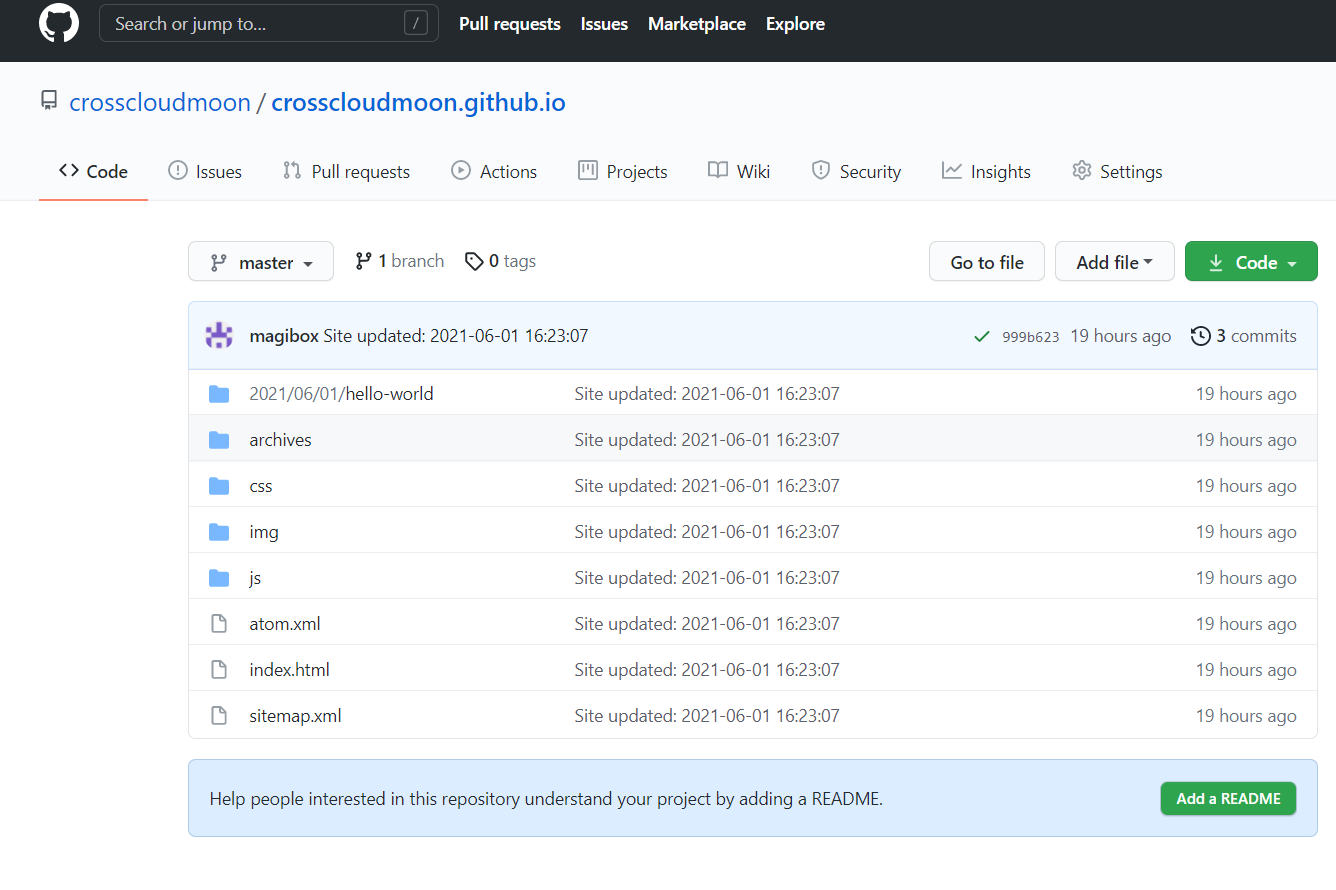 Search or jump to... / Pull requests Issues Marketplace Explore
crosscloudmoon / crosscloudmoon.github.io
Code Issues Pull requests Actions Projects Wiki Security Insights Settings
master 1 branch 0 tags Go to file Add file Code
magibox Site updated: 2021-06-01 16:23:07 999b623 19 hours ago 3 commits
2021/06/01/hello-world Site updated: 2021-06-01 16:23:07 19 hours ago
archives Site updated: 2021-06-01 16:23:07 19 hours ago
css Site updated: 2021-06-01 16:23:07 19 hours ago
img Site updated: 2021-06-01 16:23:07 19 hours ago
js Site updated: 2021-06-01 16:23:07 19 hours ago
atom.xml Site updated: 2021-06-01 16:23:07 19 hours ago
index.html Site updated: 2021-06-01 16:23:07 19 hours ago
sitemap.xml Site updated: 2021-06-01 16:23:07 19 hours ago
Help people interested in this repository understand your project by adding a README. Add a README